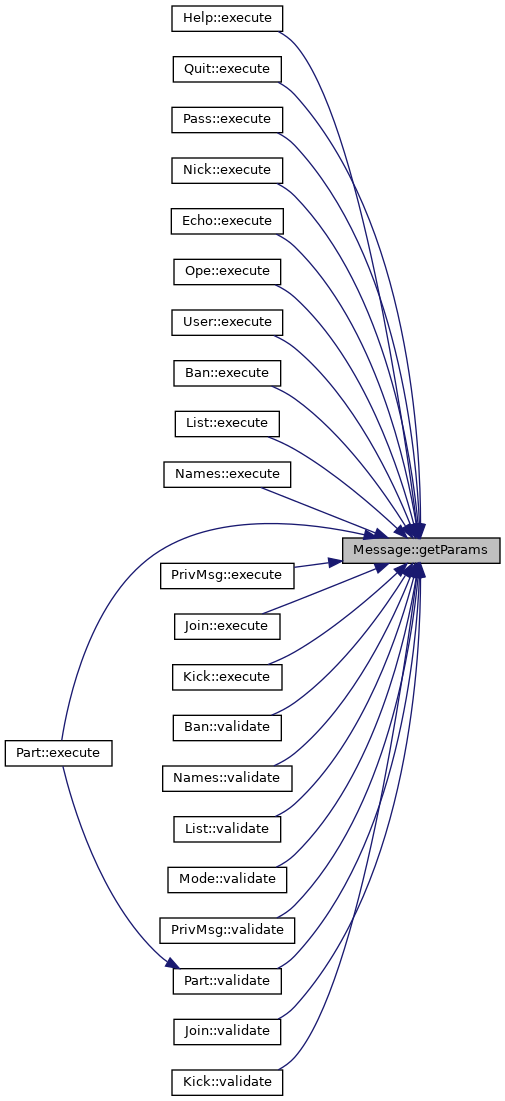 Help::execute
Quit::execute
Pass::execute
Nick::execute
Echo::execute
Ope::execute
User::execute
Ban::execute
List::execute
Names::execute
Message::getParams
PrivMsg::execute
Join::execute
Kick::execute
Ban::validate
Part::execute
Names::validate
List::validate
Mode::validate
PrivMsg::validate
Part::validate
Join::validate
Kick::validate